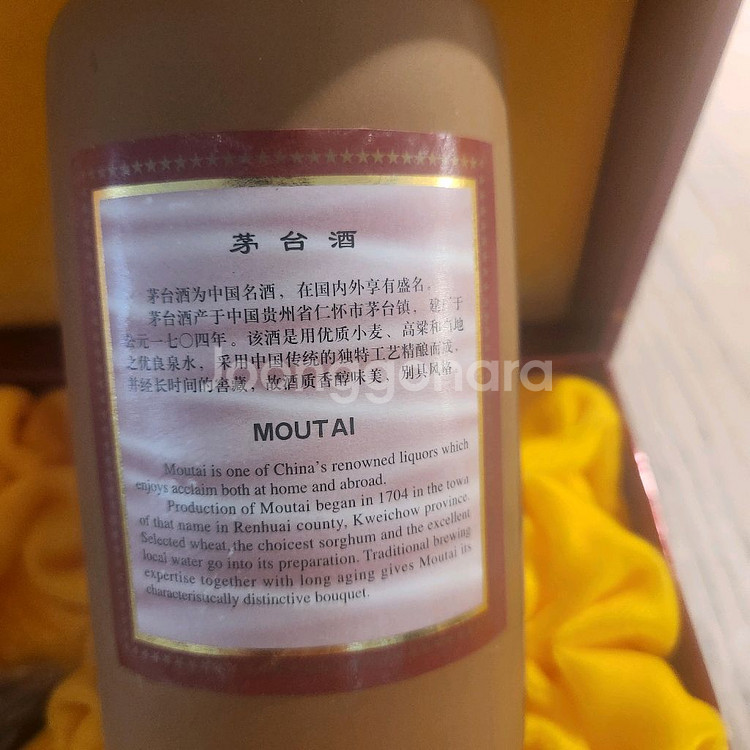 茅台酒
茅台酒为中国名酒，在国内外享有盛名。
茅台酒产于中国贵州省仁怀市茅台镇，建 于
公元一七〇四年。该酒是用优质小麦、高粱和当地
之优良泉水，采用中国传统的独特工艺精酿而成，
并经长时间的窖藏，故酒质香醇味美、别具风格。
Joonggonara
MOUTAI
Moutai is one of China's renowned liquors which
enjoys acclaim both at home and abroad.
Production of Moutai began in 1704 in the town
of that name in Renhuai county, Kweichow province.
Selected wheat, the choicest sorghum and the excellent
local water go into its preparation. Traditional brewing
expertise together with long aging gives Moutai its
characteristically distinctive bouquet.